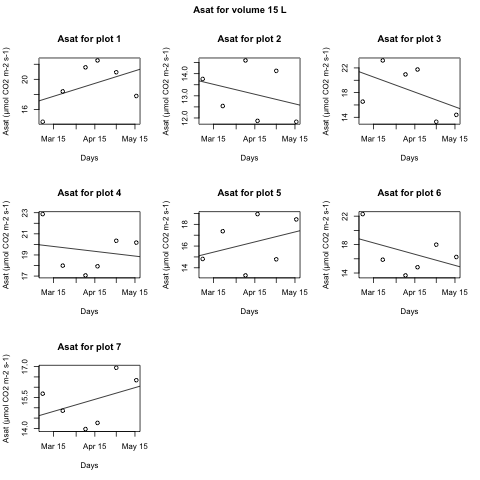 Asat for volume 15 L
Asat for plot 1
Asat (μmol CO2 m-2 s-1)
16
20
Mar 15
Apr 15
May 15
Days
Asat for plot 2
Asat (μmol CO2 m-2 s-1)
12.0
13.0
14.0
Mar 15
Apr 15
May 15
Days
Asat for plot 3
Asat (μmol CO2 m-2 s-1)
14
18
22
Mar 15
Apr 15
May 15
Days
Asat for plot 4
Asat (μmol CO2 m-2 s-1)
17
19
21
23
Mar 15
Apr 15
May 15
Days
Asat for plot 5
Asat (μmol CO2 m-2 s-1)
14
16
18
Mar 15
Apr 15
May 15
Days
Asat for plot 6
Asat (μmol CO2 m-2 s-1)
14
18
22
Mar 15
Apr 15
May 15
Days
Asat for plot 7
Asat (μmol CO2 m-2 s-1)
14.0
15.5
17.0
Mar 15
Apr 15
May 15
Days